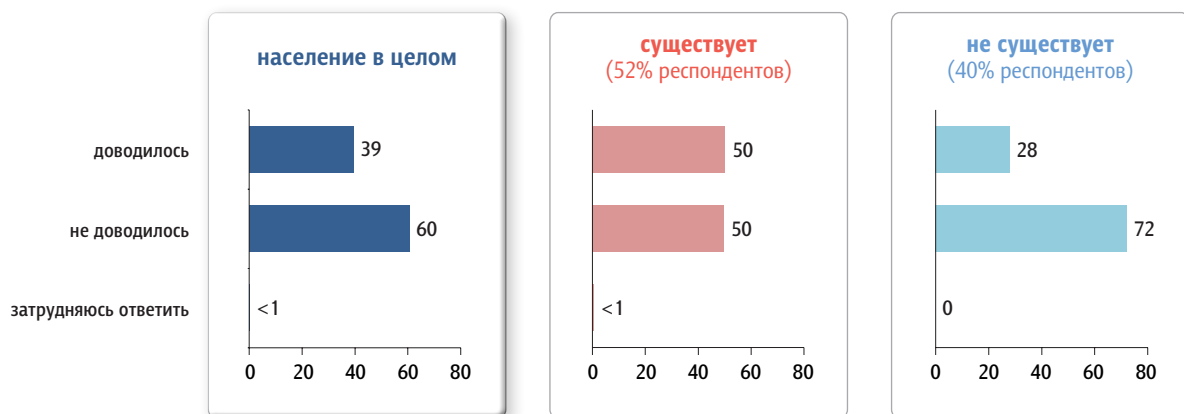 население в целом
существует
(52% респондентов)
не существует
(40% респондентов)
доводилось
39
50
28
не доводилось
60
50
72
затрудняюсь ответить
<1
<1
0
0 20 40 60 80
0 20 40 60 80
0 20 40 60 80